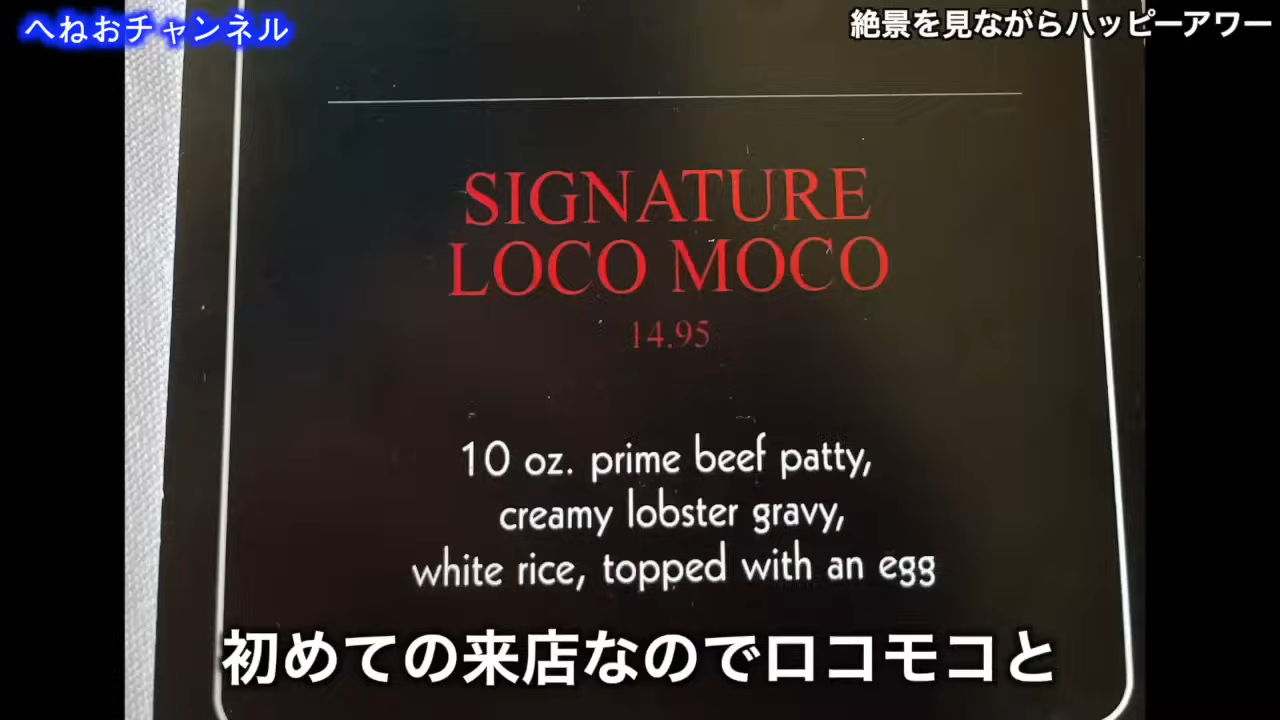 へねおチャンネル
絶景を見ながらハッピーアワー
SIGNATURE
LOCO MOCO
14.95
10 oz. prime beef patty,
creamy lobster gravy,
white rice, topped with an egg
初めての来店なのでロコモコと